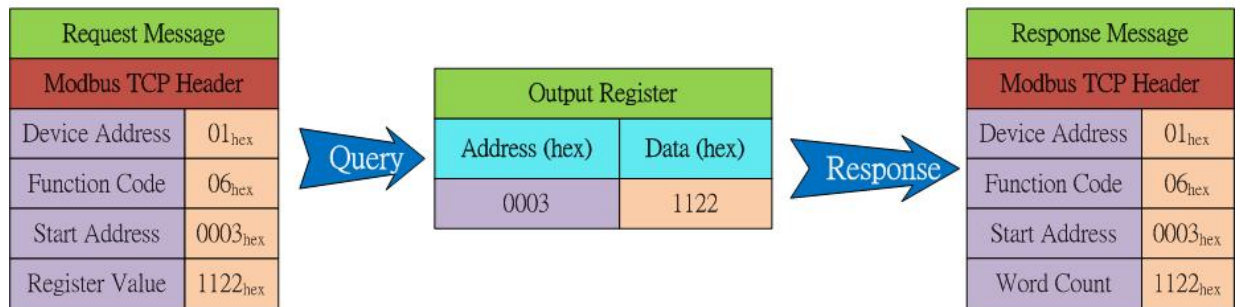 Request Message
Modbus TCP Header
Device Address 01hex
Function Code 06hex
Start Address 0003hex
Register Value 1122hex
Query
Output Register
Address (hex) Data (hex)
0003 1122
Response
Response Message
Modbus TCP Header
Device Address 01hex
Function Code 06hex
Start Address 0003hex
Word Count 1122hex